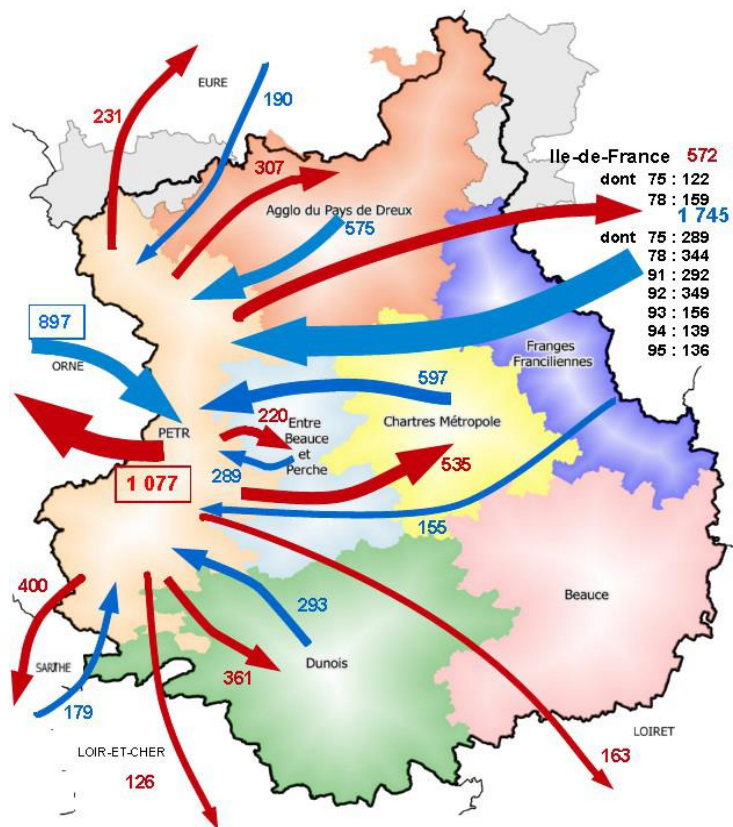 EURE
231
190
307
Ile-de-France 572
dont 75 : 122
78 : 159
1 745
dont 75 : 289
78 : 344
91 : 292
92 : 349
93 : 156
94 : 139
95 : 136
Agglo du Pays de Dreux
575
897
ORNE
Franges
Franciliennes
597
PETR
220
Entre
Beauce
et
Perche
Chartres Métropole
289
535
1 077
155
400
293
Beauce
SARTHE
361
Dunois
179
LOIR-ET-CHER
126
LOIRET
163